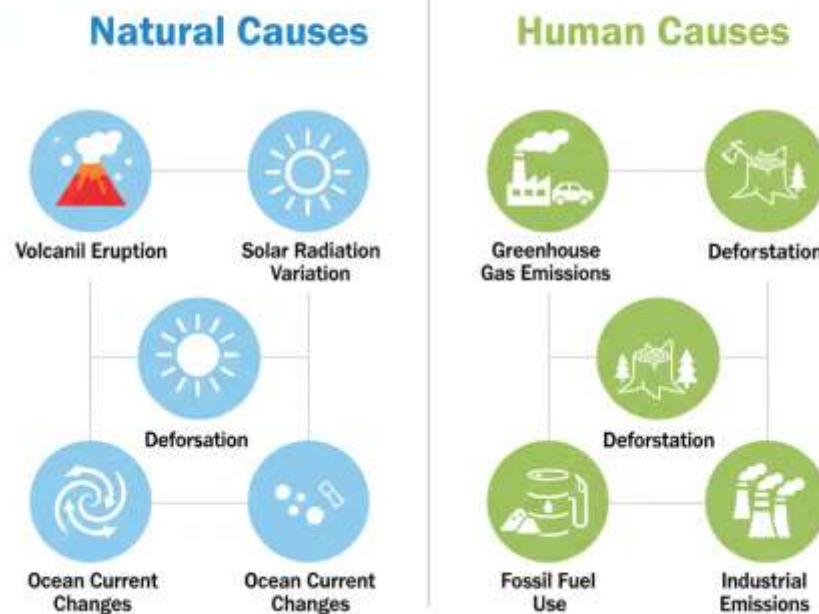 Natural Causes
Human Causes
Volcanil Eruption
Solar Radiation
Variation
Greenhouse
Gas Emissions
Deforstation
Deforsation
Deforstation
Ocean Current
Changes
Ocean Current
Changes
Fossil Fuel
Use
Industrial
Emissions